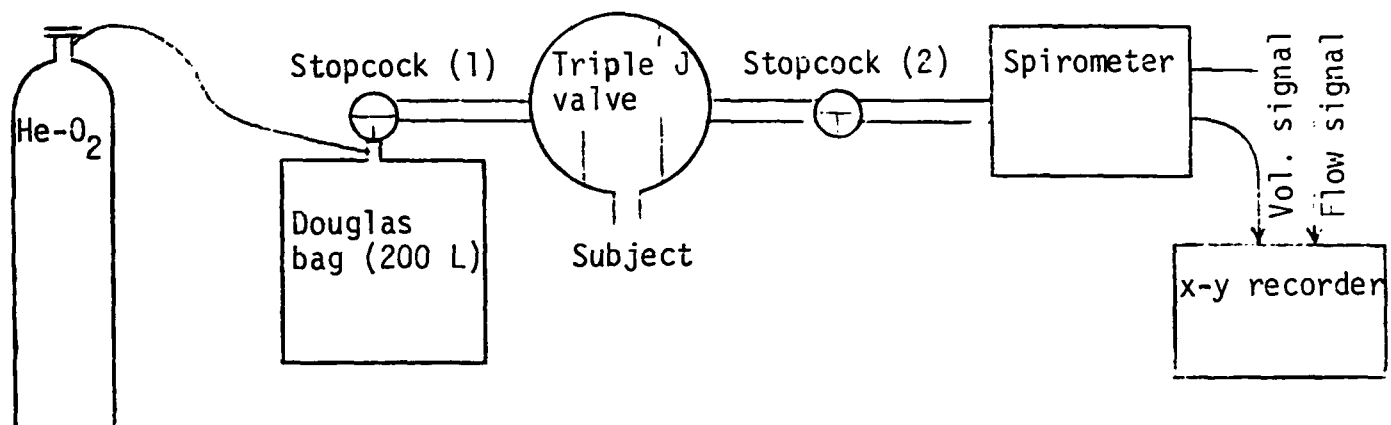 He-O2
Stopcock (1)
Triple J
valve
Stopcock (2)
Spirometer
Vol. signal
Flow signal
Douglas
bag (200 L)
Subject
x-y recorder